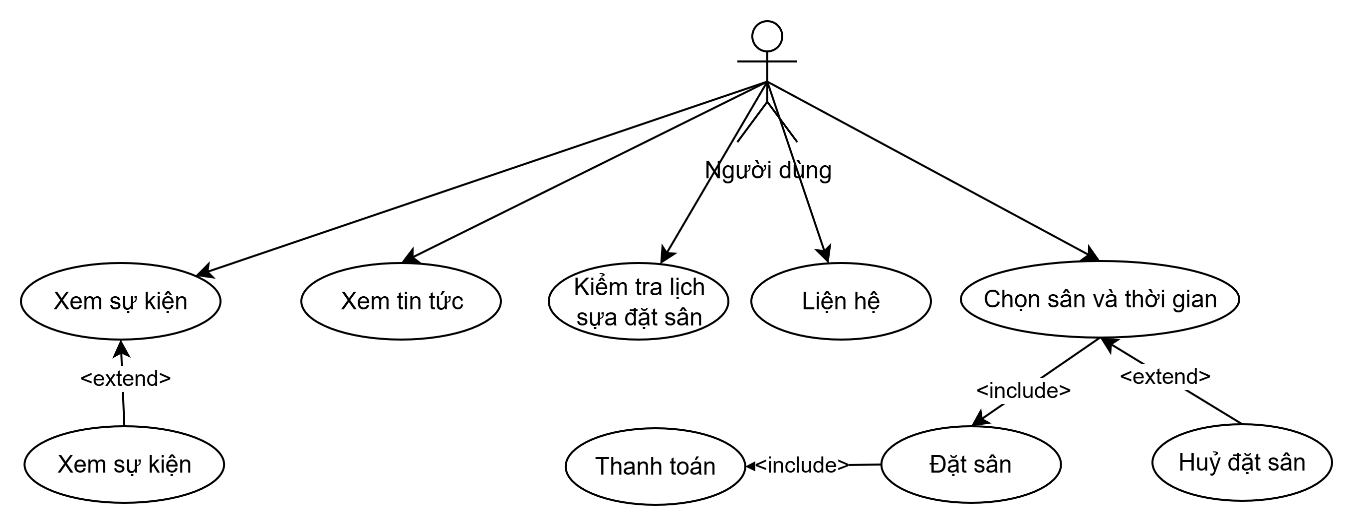 Người dùng
Xem sự kiện
Xem tin tức
Kiểm tra lịch
sựa đặt sân
Liện hệ
Chọn sân và thời gian
<extend>
<include>
<extend>
Xem sự kiện
Thanh toán
<include>
Đặt sân
Huỷ đặt sân